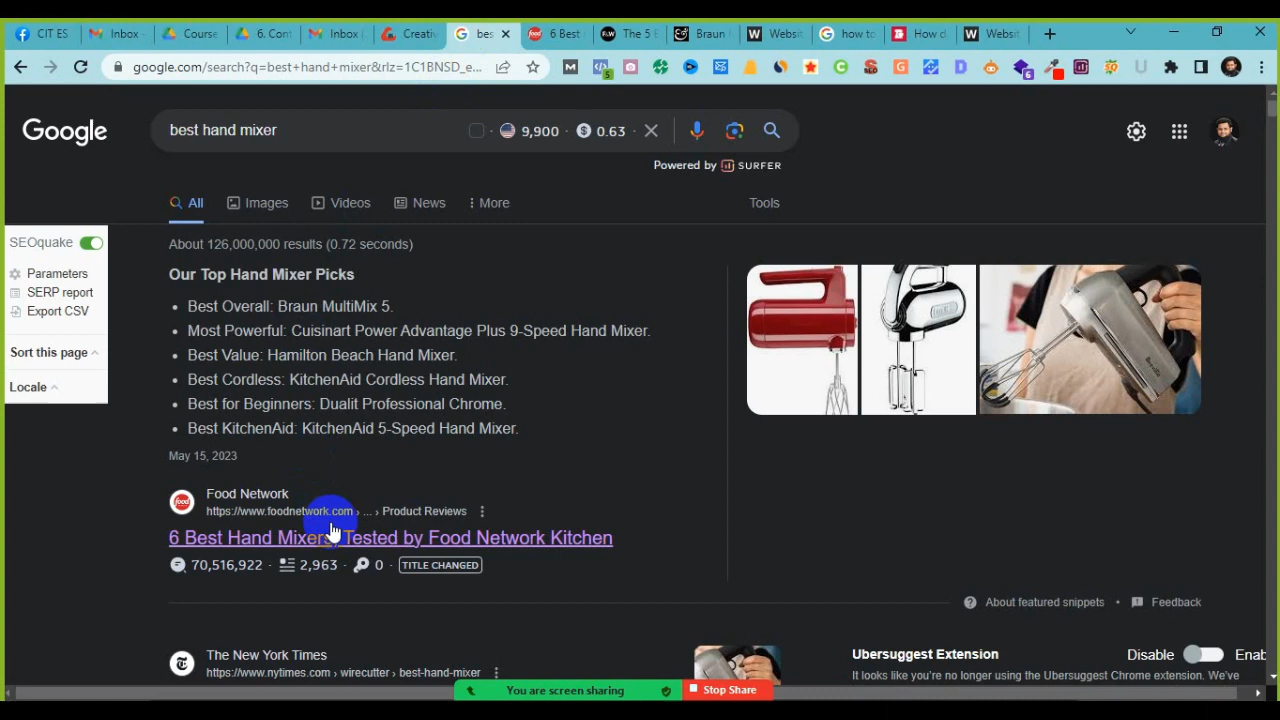 CIT ES
Inbox -
Course
6. Cont
Inbox (
Creativ
bes
6 Best
The 5 B
Braun
Websit
how to
How d
Websit
google.com/search?q=best+hand+mixer&rlz=1C1BNSD_e...
5
6
Google
best hand mixer
9,900 · 0.63
Powered by SURFER
All
Images
Videos
News
More
Tools
SEOquake
Parameters
SERP report
Export CSV
Sort this page
Locale
About 126,000,000 results (0.72 seconds)
Our Top Hand Mixer Picks
• Best Overall: Braun MultiMix 5.
• Most Powerful: Cuisinart Power Advantage Plus 9-Speed Hand Mixer.
• Best Value: Hamilton Beach Hand Mixer.
• Best Cordless: KitchenAid Cordless Hand Mixer.
• Best for Beginners: Dualit Professional Chrome.
• Best KitchenAid: KitchenAid 5-Speed Hand Mixer.
May 15, 2023
food
Food Network
https://www.foodnetwork.com › ... › Product Reviews
6 Best Hand Mixers, Tested by Food Network Kitchen
70,516,922 · 2,963 · 0 · TITLE CHANGED
About featured snippets • Feedback
The New York Times
https://www.nytimes.com › wirecutter › best-hand-mixer
Ubersuggest Extension
Disable
Enab
It looks like you're no longer using the Ubersuggest Chrome extension. We've
You are screen sharing
Stop Share